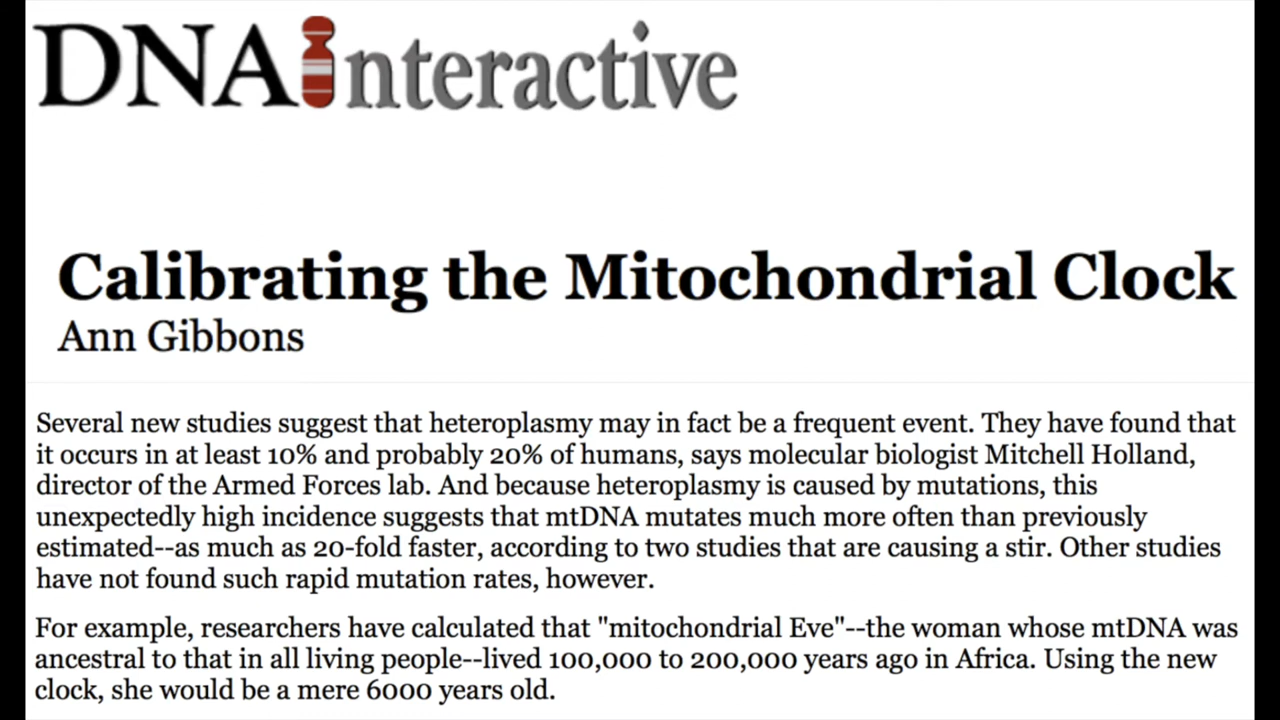 DNA interactive
Calibrating the Mitochondrial Clock
Ann Gibbons
Several new studies suggest that heteroplasmy may in fact be a frequent event. They have found that
it occurs in at least 10% and probably 20% of humans, says molecular biologist Mitchell Holland,
director of the Armed Forces lab. And because heteroplasmy is caused by mutations, this
unexpectedly high incidence suggests that mtDNA mutates much more often than previously
estimated--as much as 20-fold faster, according to two studies that are causing a stir. Other studies
have not found such rapid mutation rates, however.
For example, researchers have calculated that "mitochondrial Eve"--the woman whose mtDNA was
ancestral to that in all living people--lived 100,000 to 200,000 years ago in Africa. Using the new
clock, she would be a mere 6000 years old.